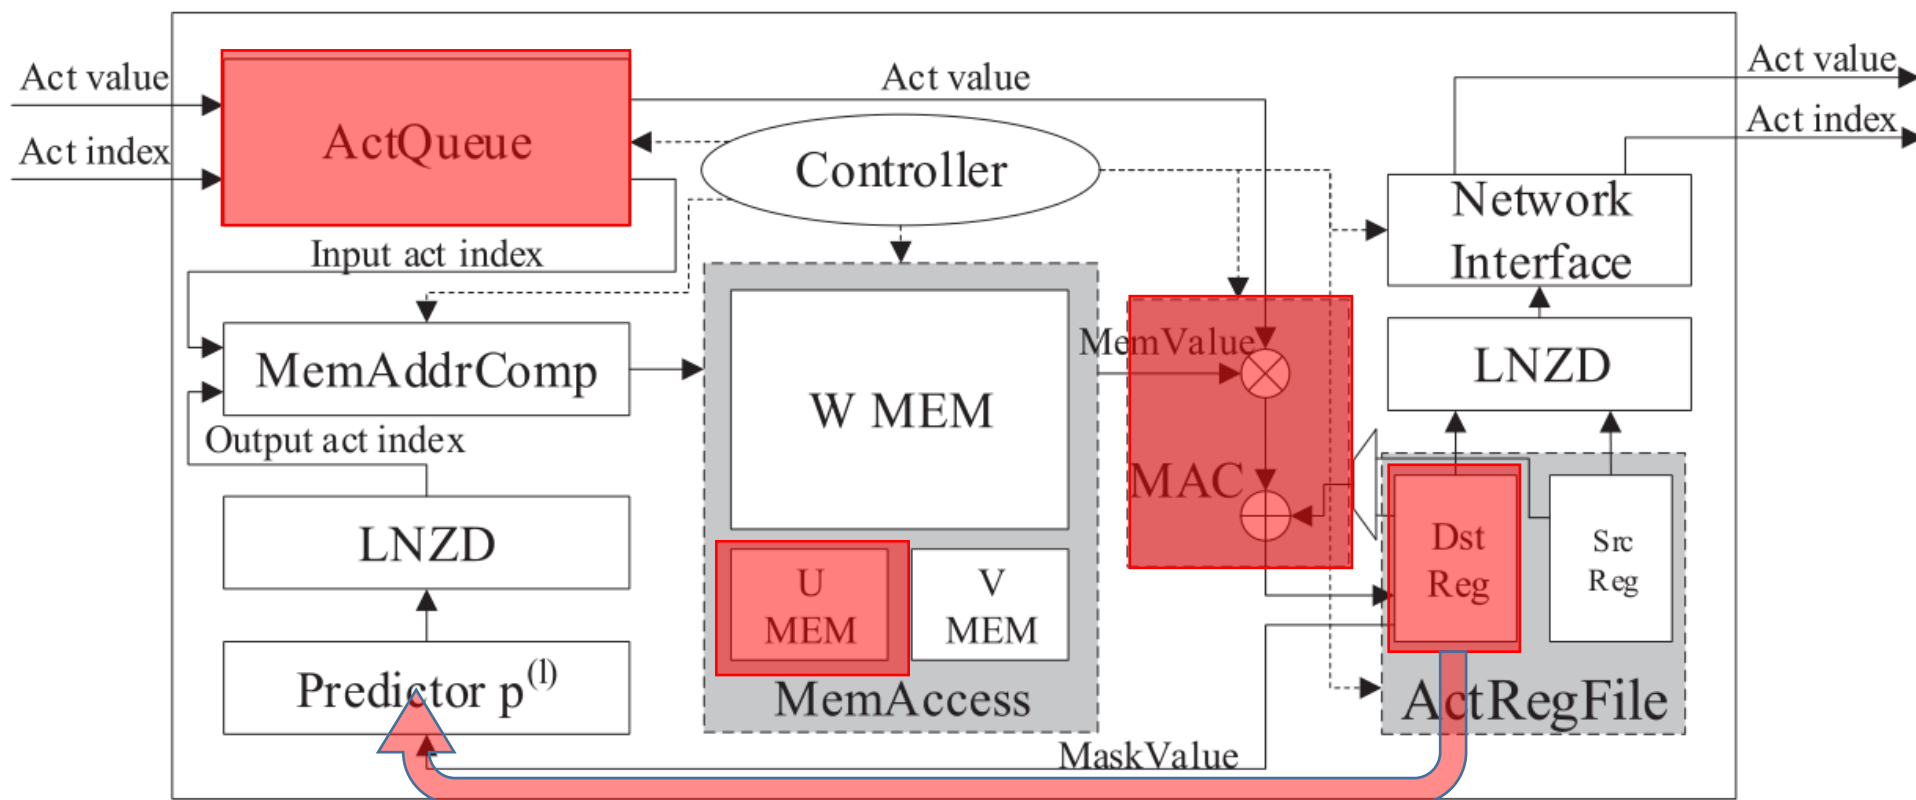 Act value
Act index
ActQueue
Act value
Controller
Act value
Act index
Network
Interface
Input act index
MemAddrComp
Output act index
LNZD
Predictor p(l)
W MEM
U
MEM
V
MEM
MemAccess
MemValue
MAC
LNZD
Dst
Reg
Src
Reg
ActRegFile
MaskValue